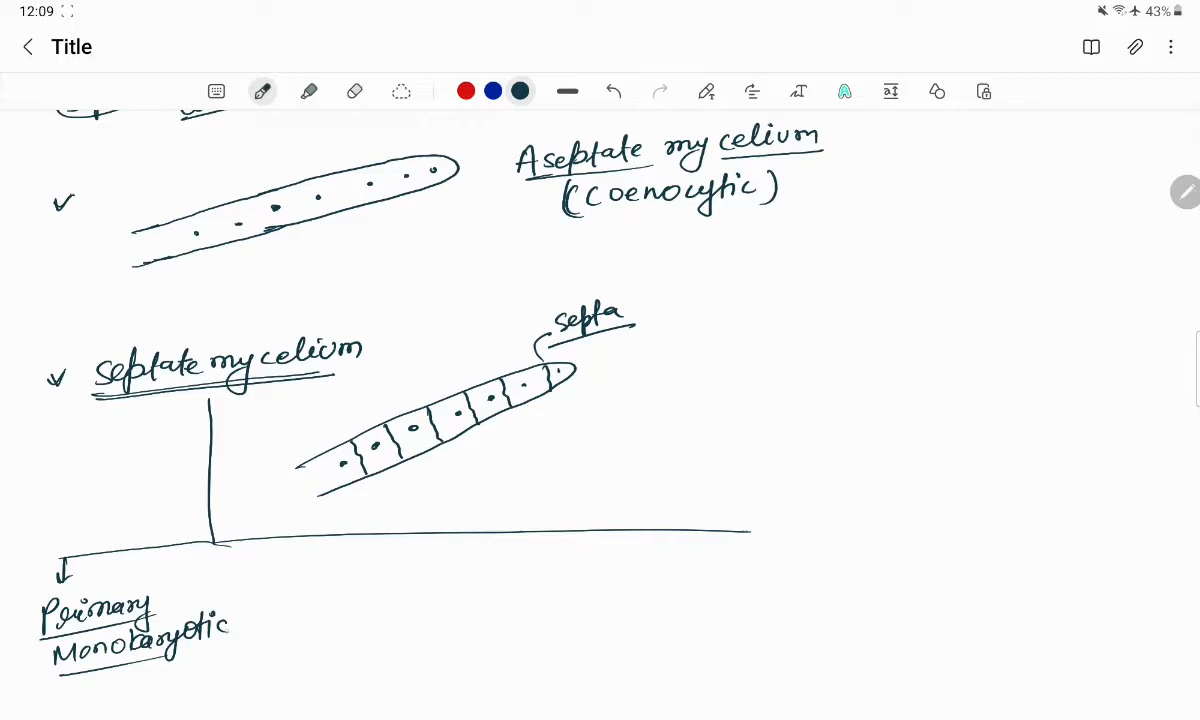 12:09
43%
Title
Aseptate mycelium
(Coenocytic)
septa
septate mycelium
Primary
Monokaryotic